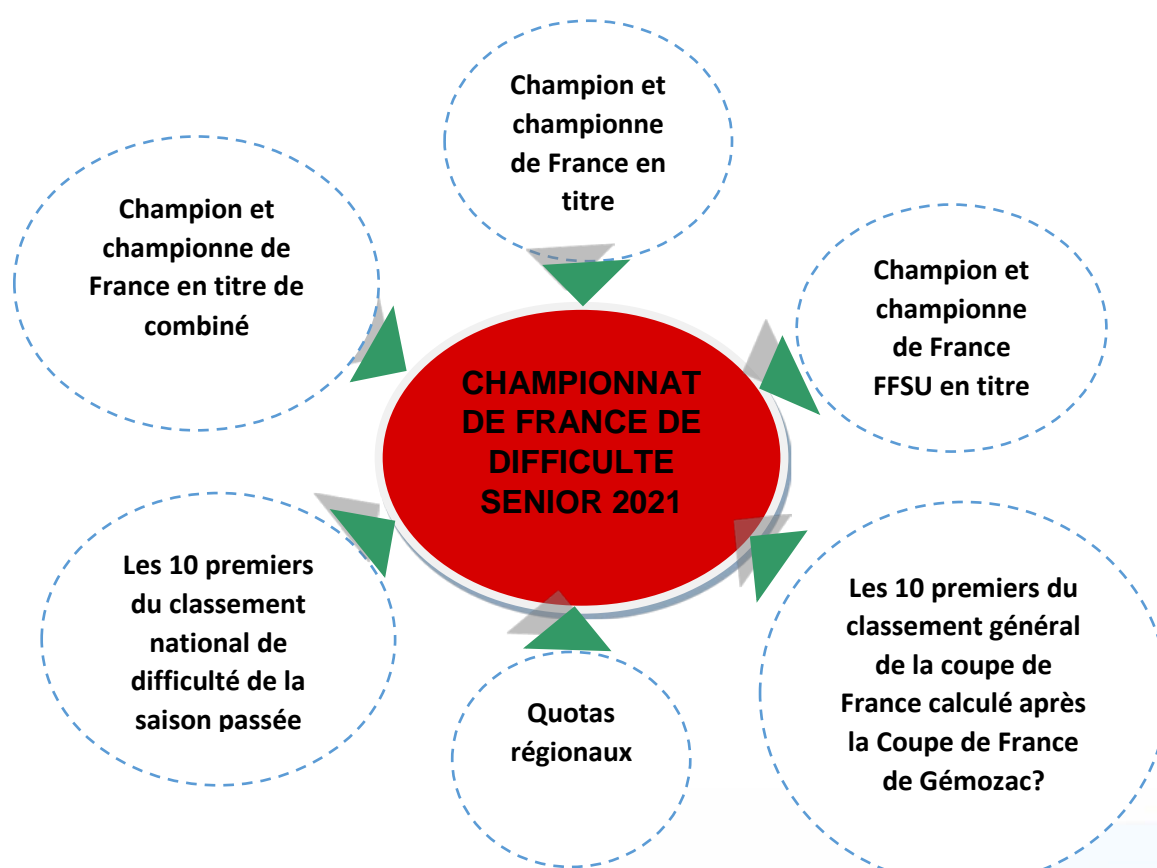 Champion et
championne
de France en
titre
Champion et
championne de
France en titre de
combiné
Champion et
championne
de France
FFSU en titre
CHAMPIONNAT
DE FRANCE DE
DIFFICULTE
SENIOR 2021
Les 10 premiers
du classement
national de
difficulté de la
saison passée
Quotas
régionaux
Les 10 premiers du
classement général
de la coupe de
France calculé après
la Coupe de France
de Gémozac?